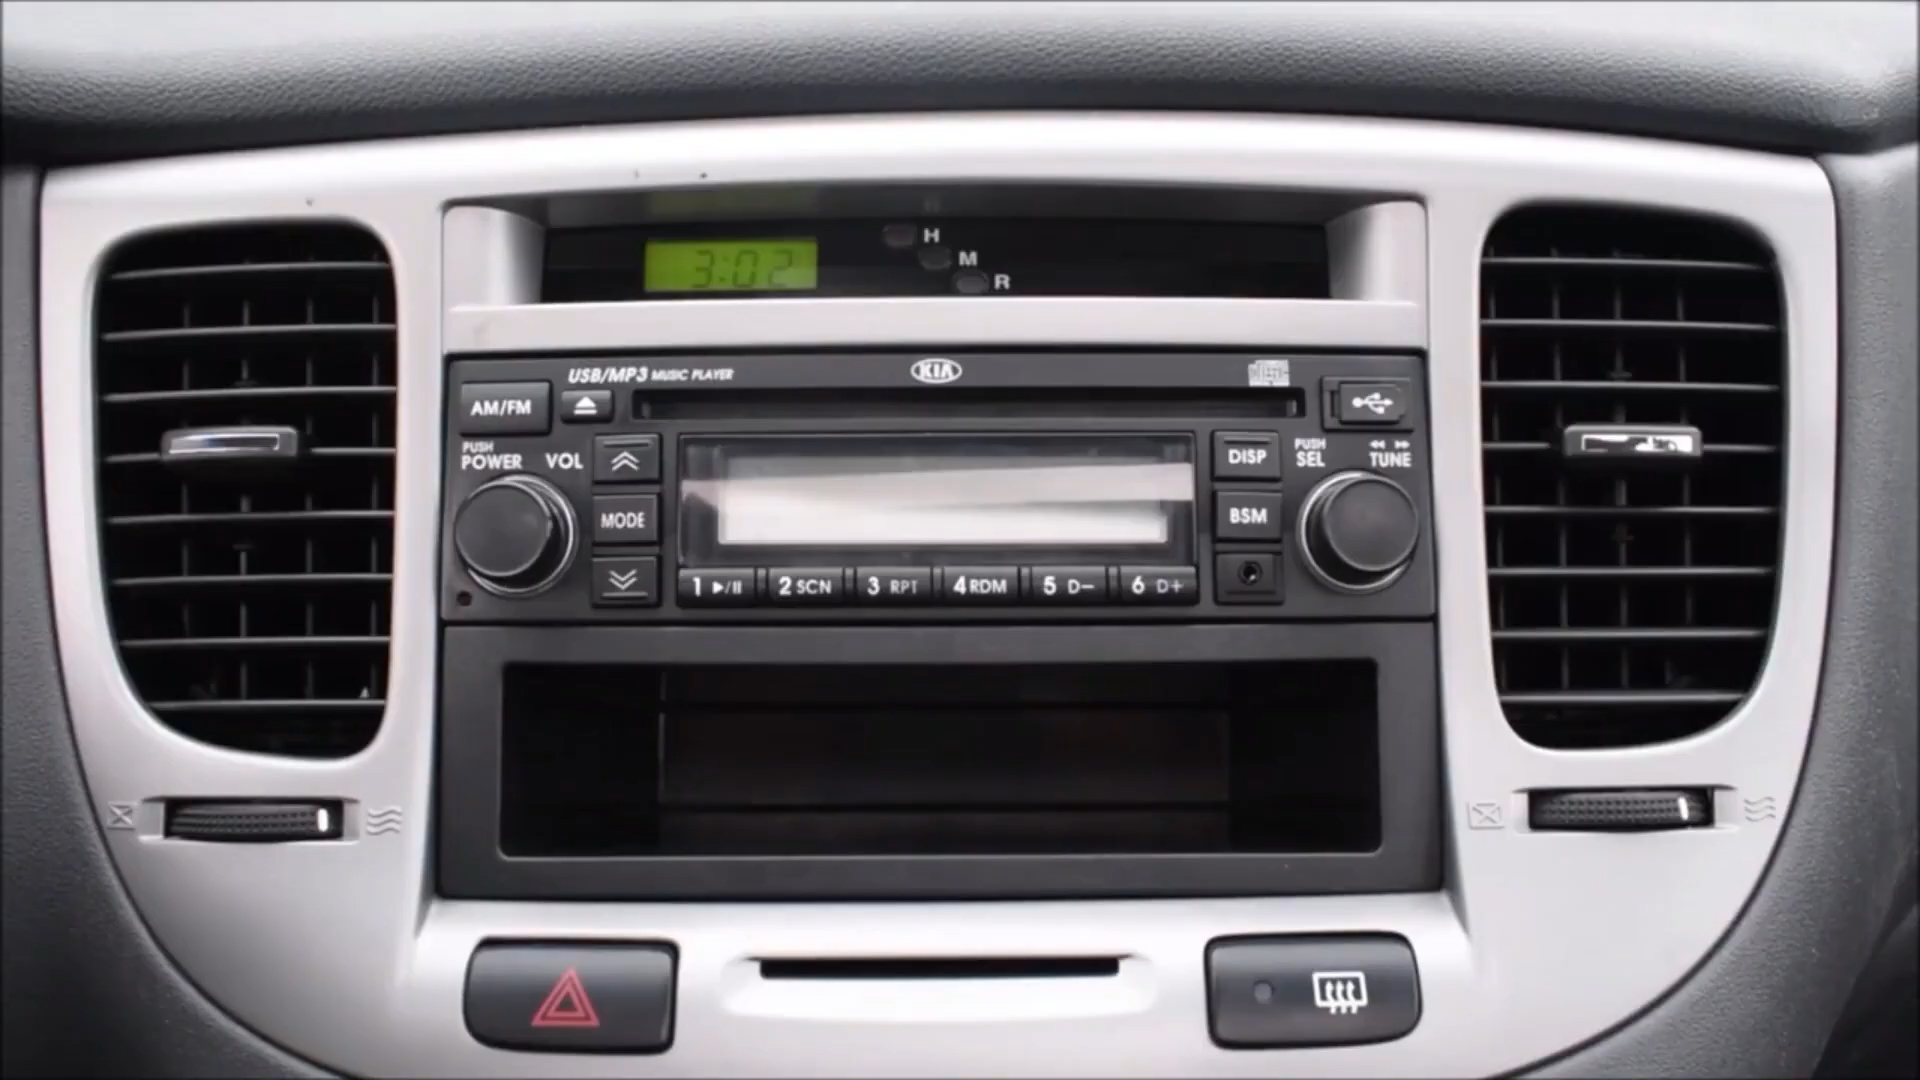 3:02
H
M
R
USB/MP3 MUSIC PLAYER
KIA
AM/FM
PUSH
POWER VOL
MODE
DISP
BSM
PUSH
SEL
TUNE
1 2 SCN 3 RPT 4 RDM 5 D– 6 D+